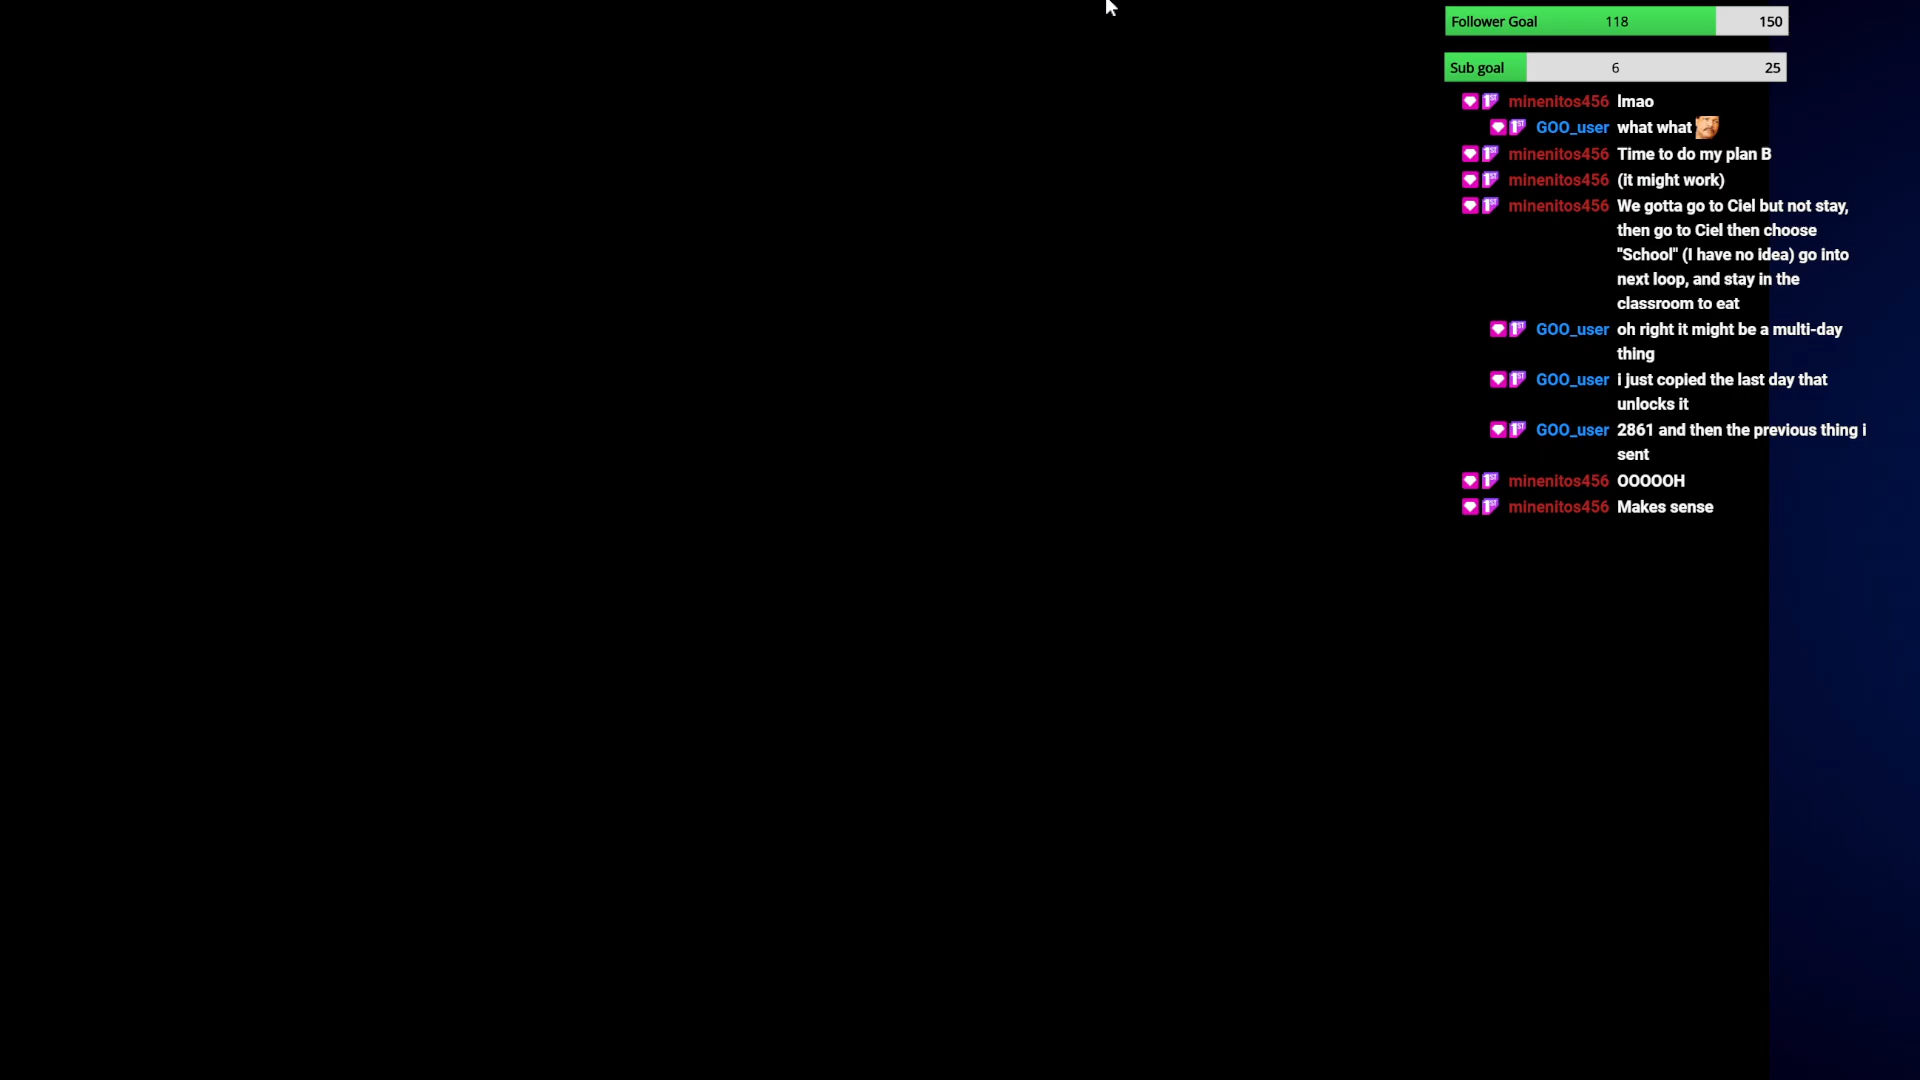 Follower Goal 118 150
Sub goal 6 25
minenitos456 lmao
GOO_user what what
minenitos456 Time to do my plan B
minenitos456 (it might work)
minenitos456 We gotta go to Ciel but not stay,
then go to Ciel then choose
"School" (I have no idea) go into
next loop, and stay in the
classroom to eat
GOO_user oh right it might be a multi-day
thing
GOO_user i just copied the last day that
unlocks it
GOO_user 2861 and then the previous thing i
sent
minenitos456 OOOOOH
minenitos456 Makes sense